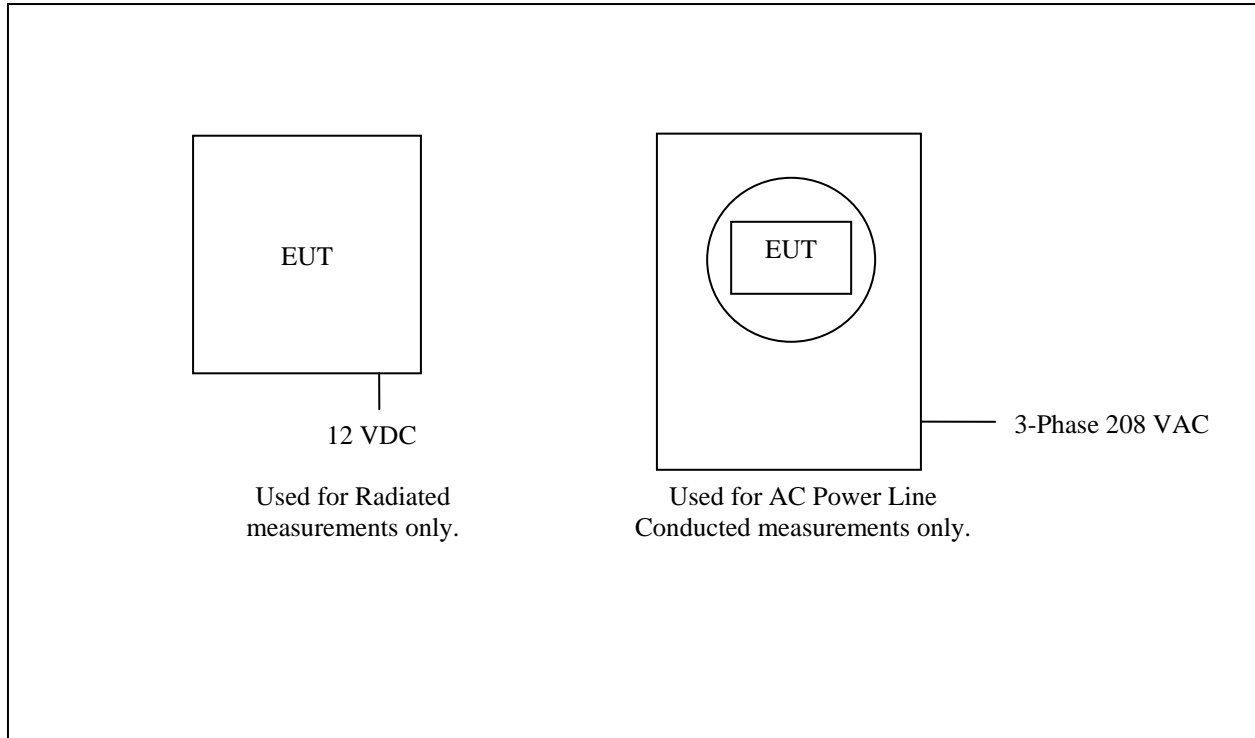 EUT
12 VDC
Used for Radiated
measurements only.
EUT
3-Phase 208 VAC
Used for AC Power Line
Conducted measurements only.